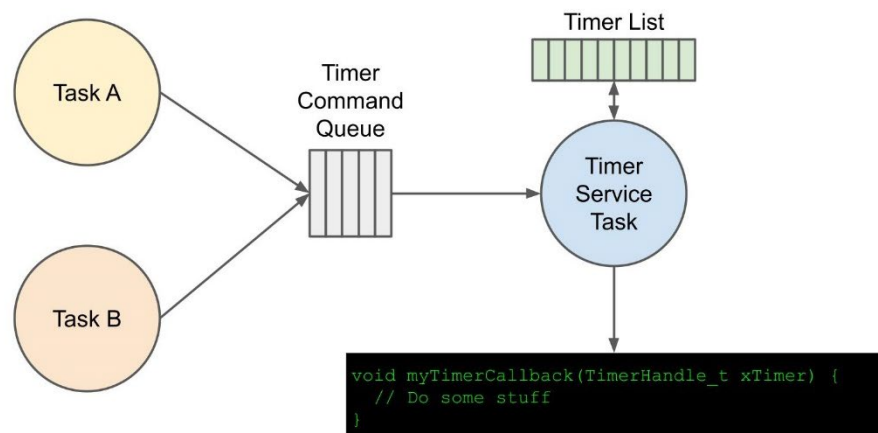 Timer List
Task A
Timer
Command
Queue
Timer
Service
Task
Task B
void myTimerCallback(TimerHandle_t xTimer) {
  // Do some stuff
}